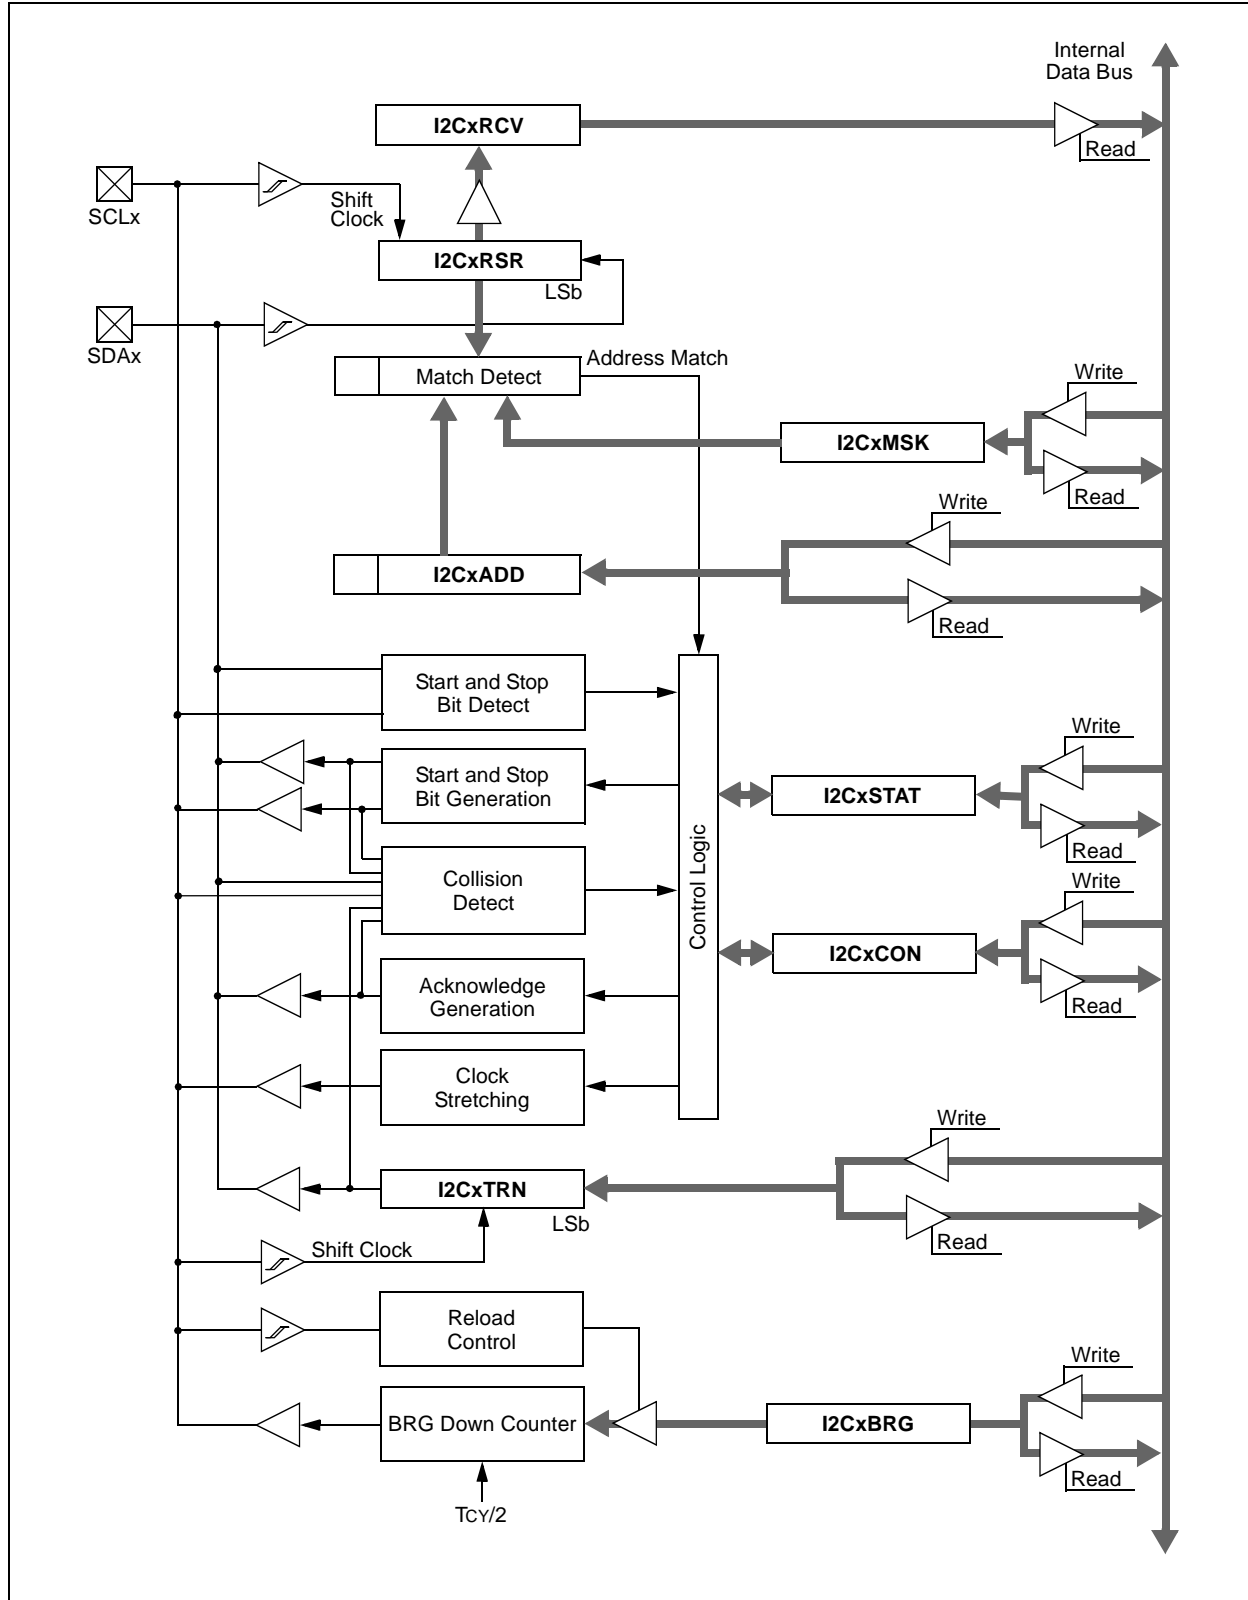 Internal
Data Bus
I2CxRCV
Read
SCLx
Shift
Clock
I2CxRSR
LSb
SDAx
Address Match
Match Detect
Write
I2CxMSK
Read
Write
I2CxADD
Read
Start and Stop
Bit Detect
Write
Start and Stop
Bit Generation
I2CxSTAT
Read
Control Logic
Collision
Detect
Write
I2CxCON
Read
Acknowledge
Generation
Clock
Stretching
Write
I2CxTRN
LSb
Read
Shift Clock
Reload
Control
Write
BRG Down Counter
I2CxBRG
Read
TCY/2